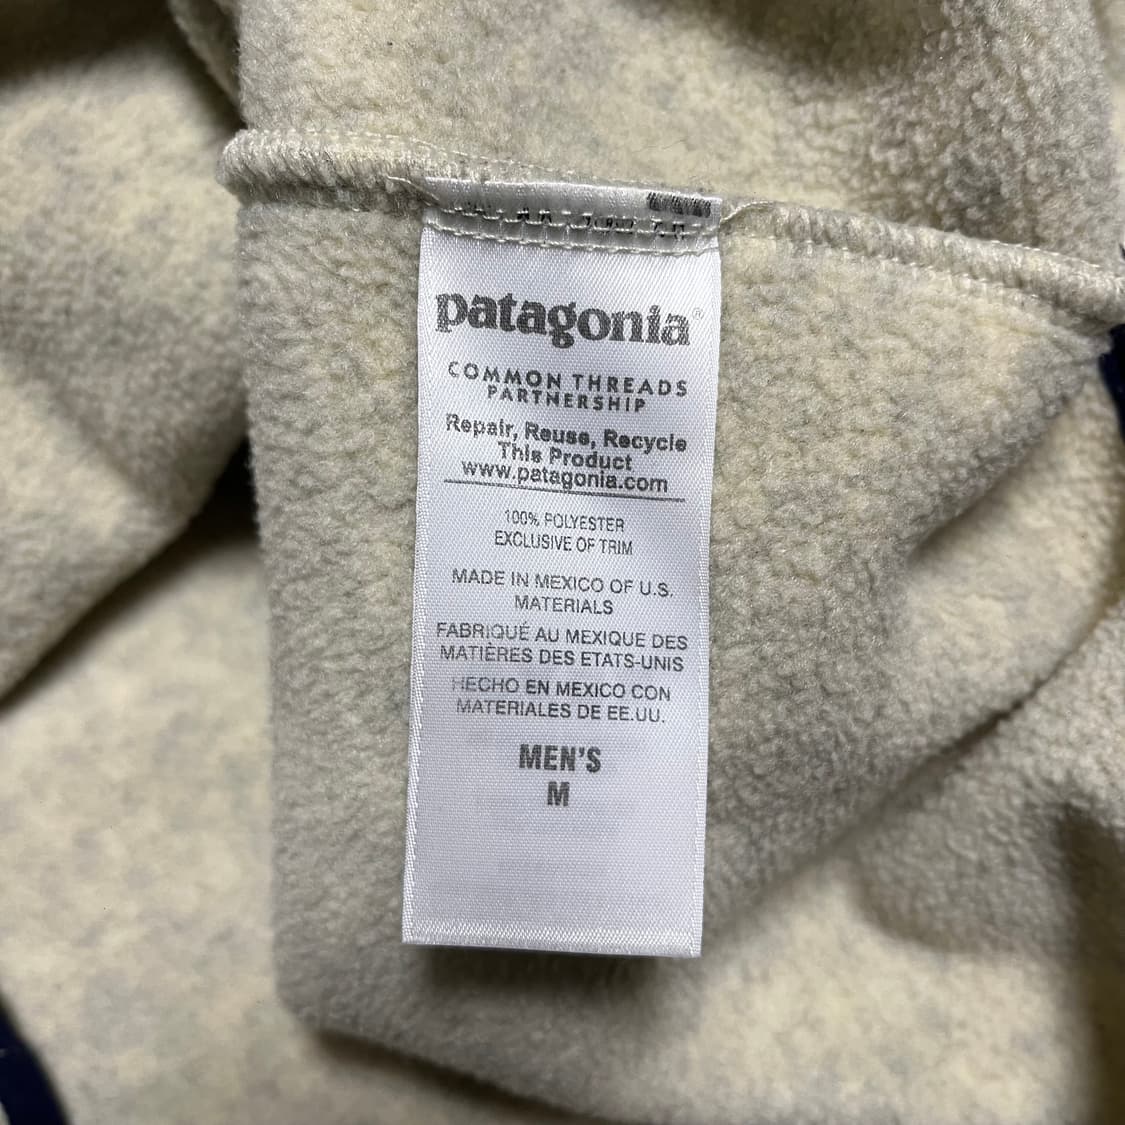 patagonia®
COMMON THREADS
PARTNERSHIP
Repair, Reuse, Recycle
This Product
www.patagonia.com
100% POLYESTER
EXCLUSIVE OF TRIM
MADE IN MEXICO OF U.S.
MATERIALS
FABRIQUÉ AU MEXIQUE DES
MATIÈRES DES ETATS-UNIS
HECHO EN MEXICO CON
MATERIALES DE EE.UU.
MEN'S
M